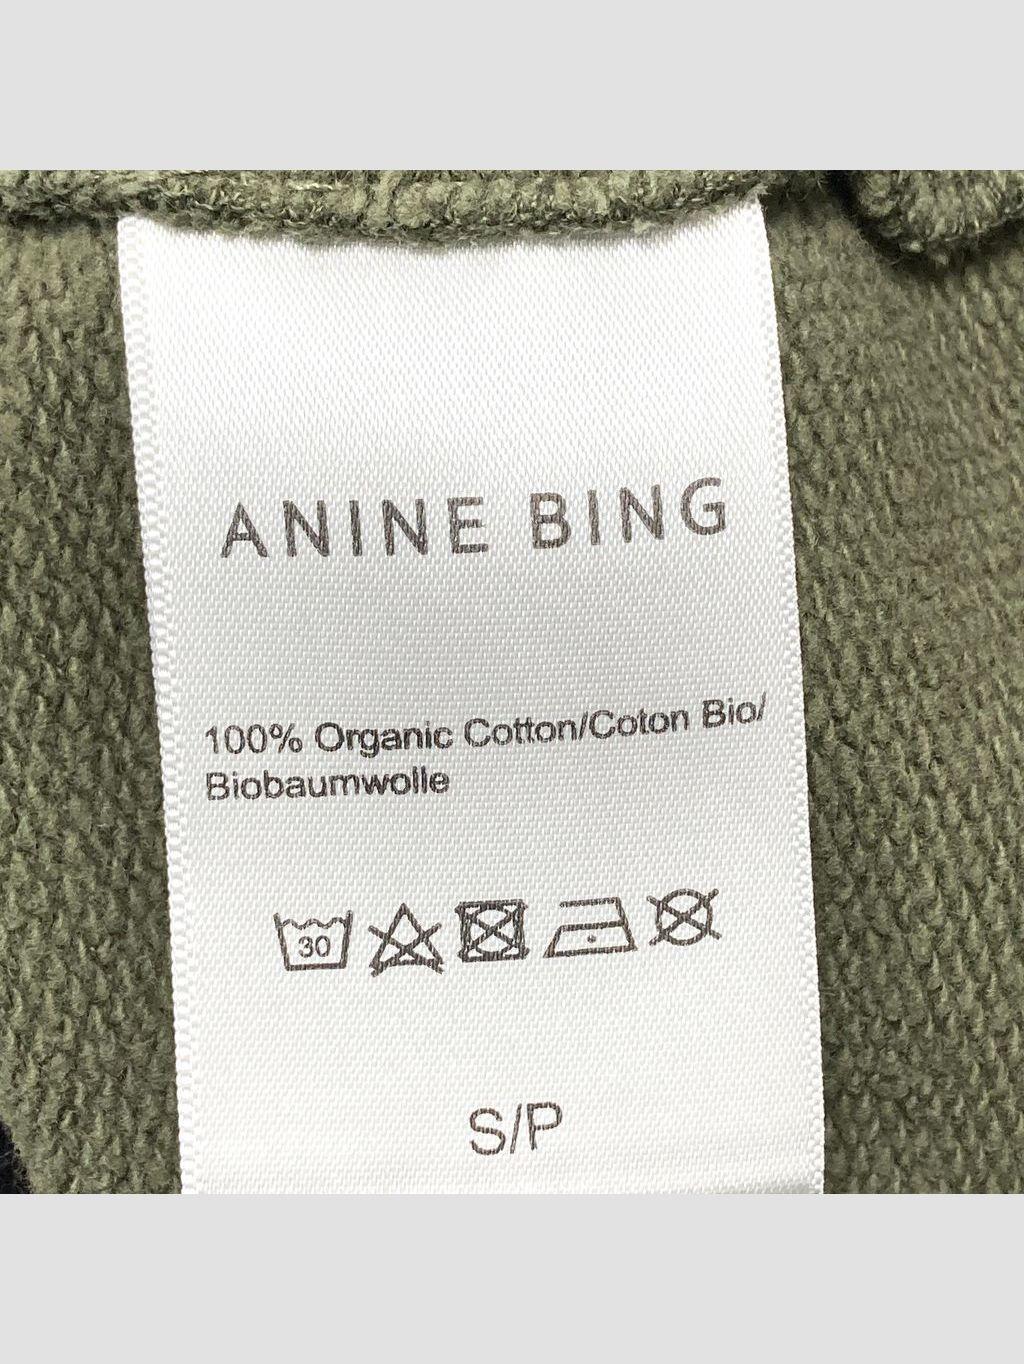 ANINE BING
100% Organic Cotton/Coton Bio/
Biobaumwolle
30
S/P